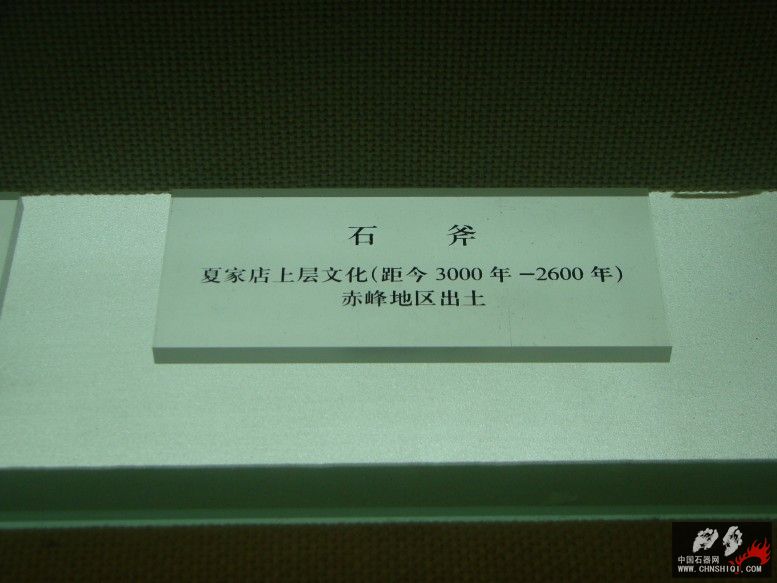 石 斧
夏家店上层文化(距今 3000 年 -2600 年)
赤峰地区出土
中国石器网
WWW.CHNSHIQI.COM